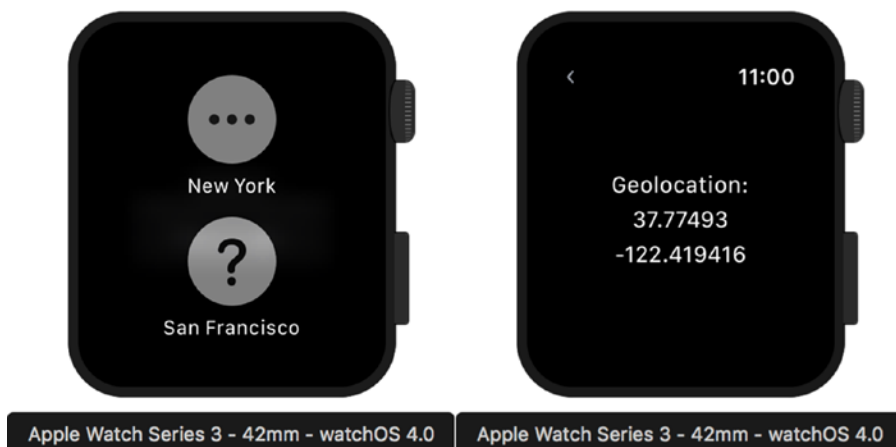 New York
?
San Francisco
11:00
Geolocation:
37.77493
-122.419416
Apple Watch Series 3 - 42mm - watchOS 4.0
Apple Watch Series 3 - 42mm - watchOS 4.0